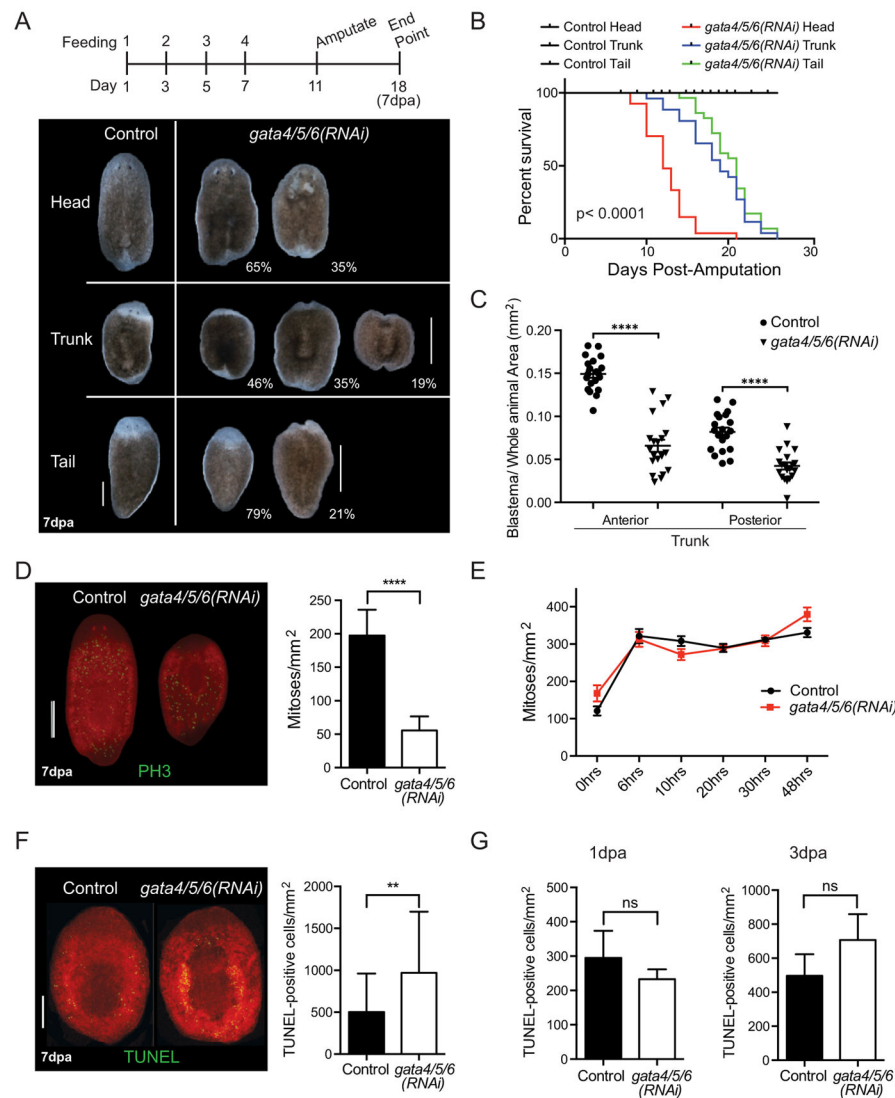 A
Feeding 1 2 3 4 Amputate End Point
Day 1 3 5 7 11 18
(7dpa)
Control gata4/5/6(RNAi)
Head
65% 35%
Trunk
46% 35% 19%
Tail
79% 21%
7dpa
B
Control Head gata4/5/6(RNAi) Head
Control Trunk gata4/5/6(RNAi) Trunk
Control Tail gata4/5/6(RNAi) Tail
Percent survival
100
50
0
p< 0.0001
0 10 20 30
Days Post-Amputation
C
Control
gata4/5/6(RNAi)
Blastema/ Whole animal Area (mm²)
0.20
0.15
0.10
0.05
0.00
**** ****
Anterior Posterior
Trunk
D
Control gata4/5/6(RNAi)
7dpa
PH3
Mitoses/mm²
250
200
150
100
50
0
****
Control gata4/5/6
(RNAi)
E
Mitoses/mm²
400
300
200
100
0
Control
gata4/5/6(RNAi)
0hrs 6hrs 10hrs 20hrs 30hrs 48hrs
F
Control gata4/5/6(RNAi)
7dpa
TUNEL
TUNEL-positive cells/mm²
2000
1500
1000
500
0
**
Control gata4/5/6
(RNAi)
G
1dpa
TUNEL-positive cells/mm²
500
400
300
200
100
0
ns
Control gata4/5/6
(RNAi)
3dpa
TUNEL-positive cells/mm²
1000
800
600
400
200
0
ns
Control gata4/5/6
(RNAi)